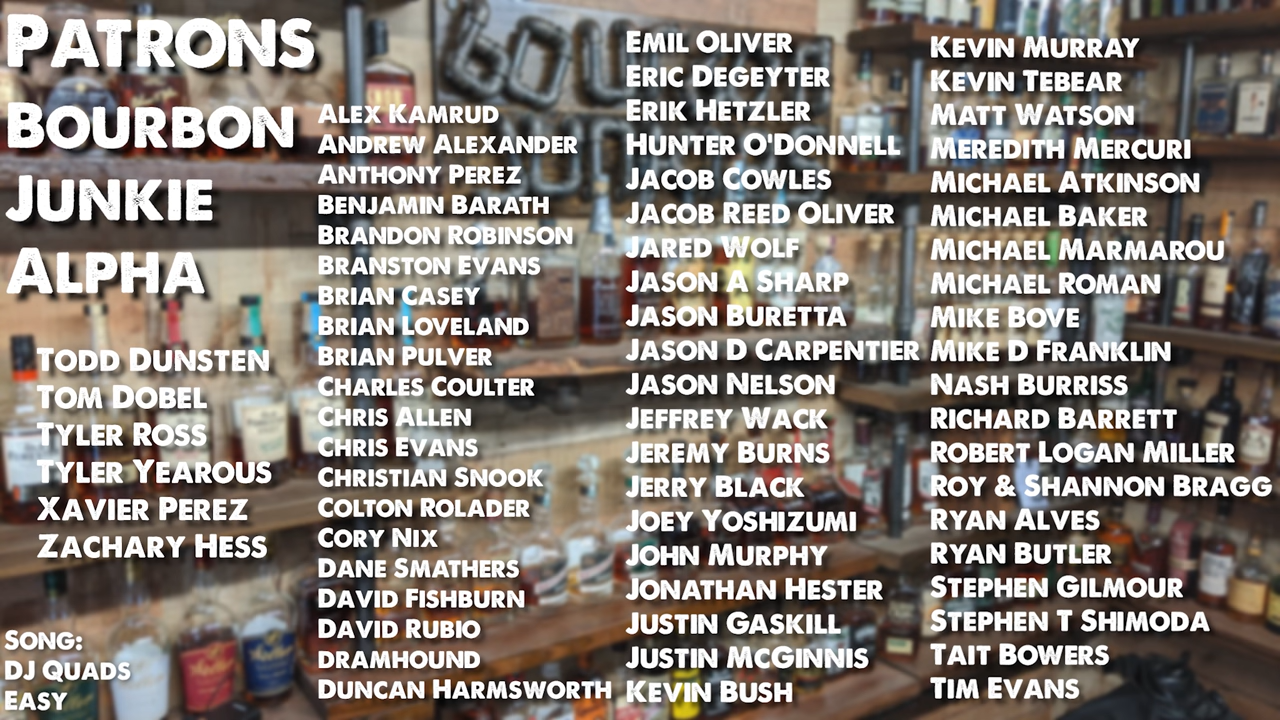 Patrons
Bourbon
Junkie
Alpha
Todd Dunsten
Tom Dobel
Tyler Ross
Tyler Yearous
Xavier Perez
Zachary Hess
Song:
DJ Quads
Easy
Alex Kamrud
Andrew Alexander
Anthony Perez
Benjamin Barath
Brandon Robinson
Branston Evans
Brian Casey
Brian Loveland
Brian Pulver
Charles Coulter
Chris Allen
Chris Evans
Christian Snook
Colton Rolader
Cory Nix
Dane Smathers
David Fishburn
David Rubio
dramhound
Duncan Harmsworth
Emil Oliver
Eric Degeyter
Erik Hetzler
Hunter O'Donnell
Jacob Cowles
Jacob Reed Oliver
Jared Wolf
Jason A Sharp
Jason Buretta
Jason D Carpentier
Jason Nelson
Jeffrey Wack
Jeremy Burns
Jerry Black
Joey Yoshizumi
John Murphy
Jonathan Hester
Justin Gaskill
Justin McGinnis
Kevin Bush
Kevin Murray
Kevin Tebear
Matt Watson
Meredith Mercuri
Michael Atkinson
Michael Baker
Michael Marmarou
Michael Roman
Mike Bove
Mike D Franklin
Nash Burriss
Richard Barrett
Robert Logan Miller
Roy & Shannon Bragg
Ryan Alves
Ryan Butler
Stephen Gilmour
Stephen T Shimoda
Tait Bowers
Tim Evans